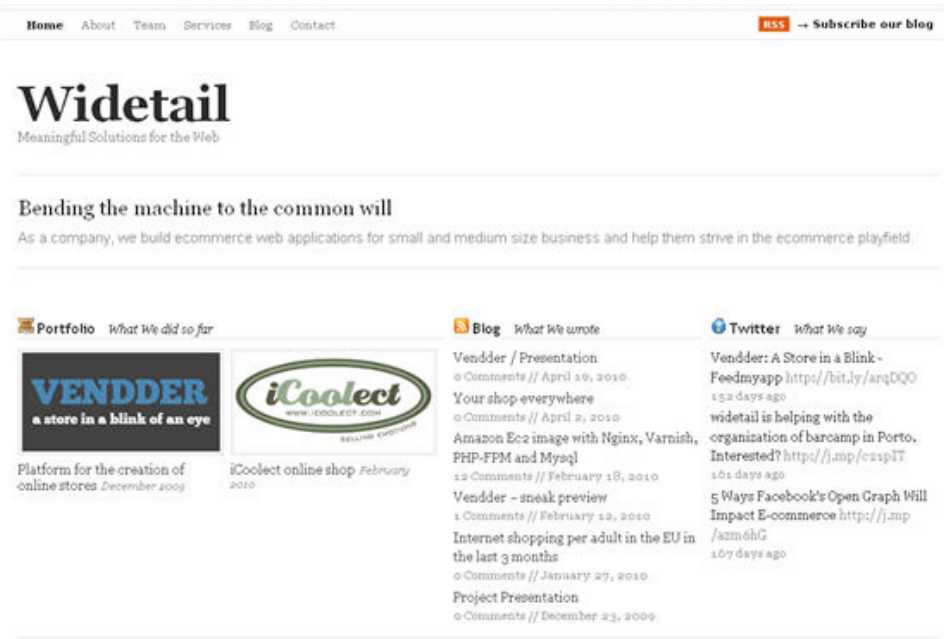 Home About Team Services Blog Contact
RSS → Subscribe our blog
Widetail
Meaningful Solutions for the Web
Bending the machine to the common will
As a company, we build ecommerce web applications for small and medium size business and help them strive in the ecommerce playfield.
Portfolio What We did so far
VENDDER
a store in a blink of an eye
Platform for the creation of
online stores December 2009
iCoolect
WWW.ICOOLECT.COM
SELLING EMOTIONS
iCoolect online shop February
2010
Blog What We wrote
Vendder / Presentation
0 Comments // April 19, 2010
Your shop everywhere
0 Comments // April 2, 2010
Amazon Ec2 image with Nginx, Varnish,
PHP-FPM and Mysql
12 Comments // February 18, 2010
Vendder – sneak preview
1 Comments // February 12, 2010
Internet shopping per adult in the EU in
the last 3 months
0 Comments // January 27, 2010
Project Presentation
0 Comments // December 23, 2009
Twitter What We say
Vendder: A Store in a Blink -
Feedmyapp http://bit.ly/arqDQO
152 days ago
widetail is helping with the
organization of barcamp in Porto.
Interested? http://j.mp/c21pIT
161 days ago
5 Ways Facebook's Open Graph Will
Impact E-commerce http://j.mp
/azm6hG
167 days ago